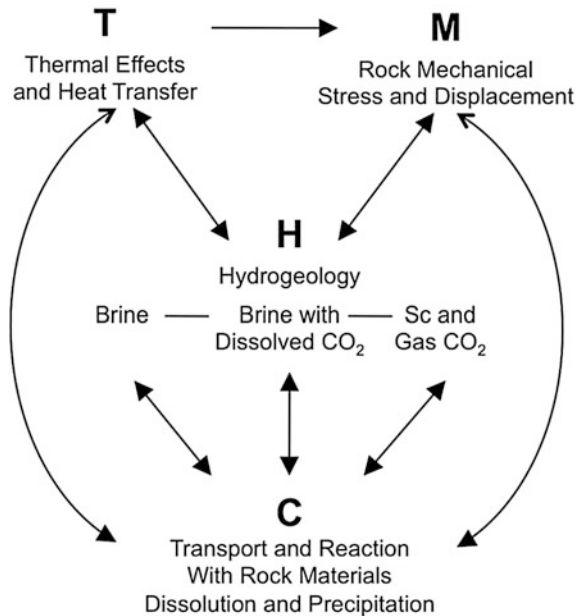 T
M
Thermal Effects
and Heat Transfer
Rock Mechanical
Stress and Displacement
H
Hydrogeology
Brine
Brine with
Dissolved CO₂
Sc and
Gas CO₂
C
Transport and Reaction
With Rock Materials
Dissolution and Precipitation